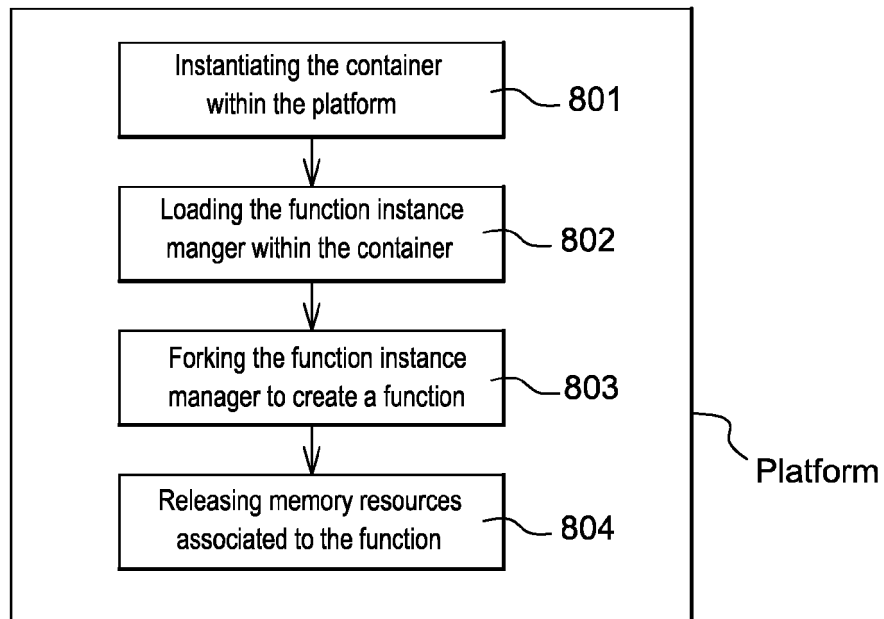 Instantiating the container
within the platform
801
Loading the function instance
manger within the container
802
Forking the function instance
manager to create a function
803
Releasing memory resources
associated to the function
804
Platform